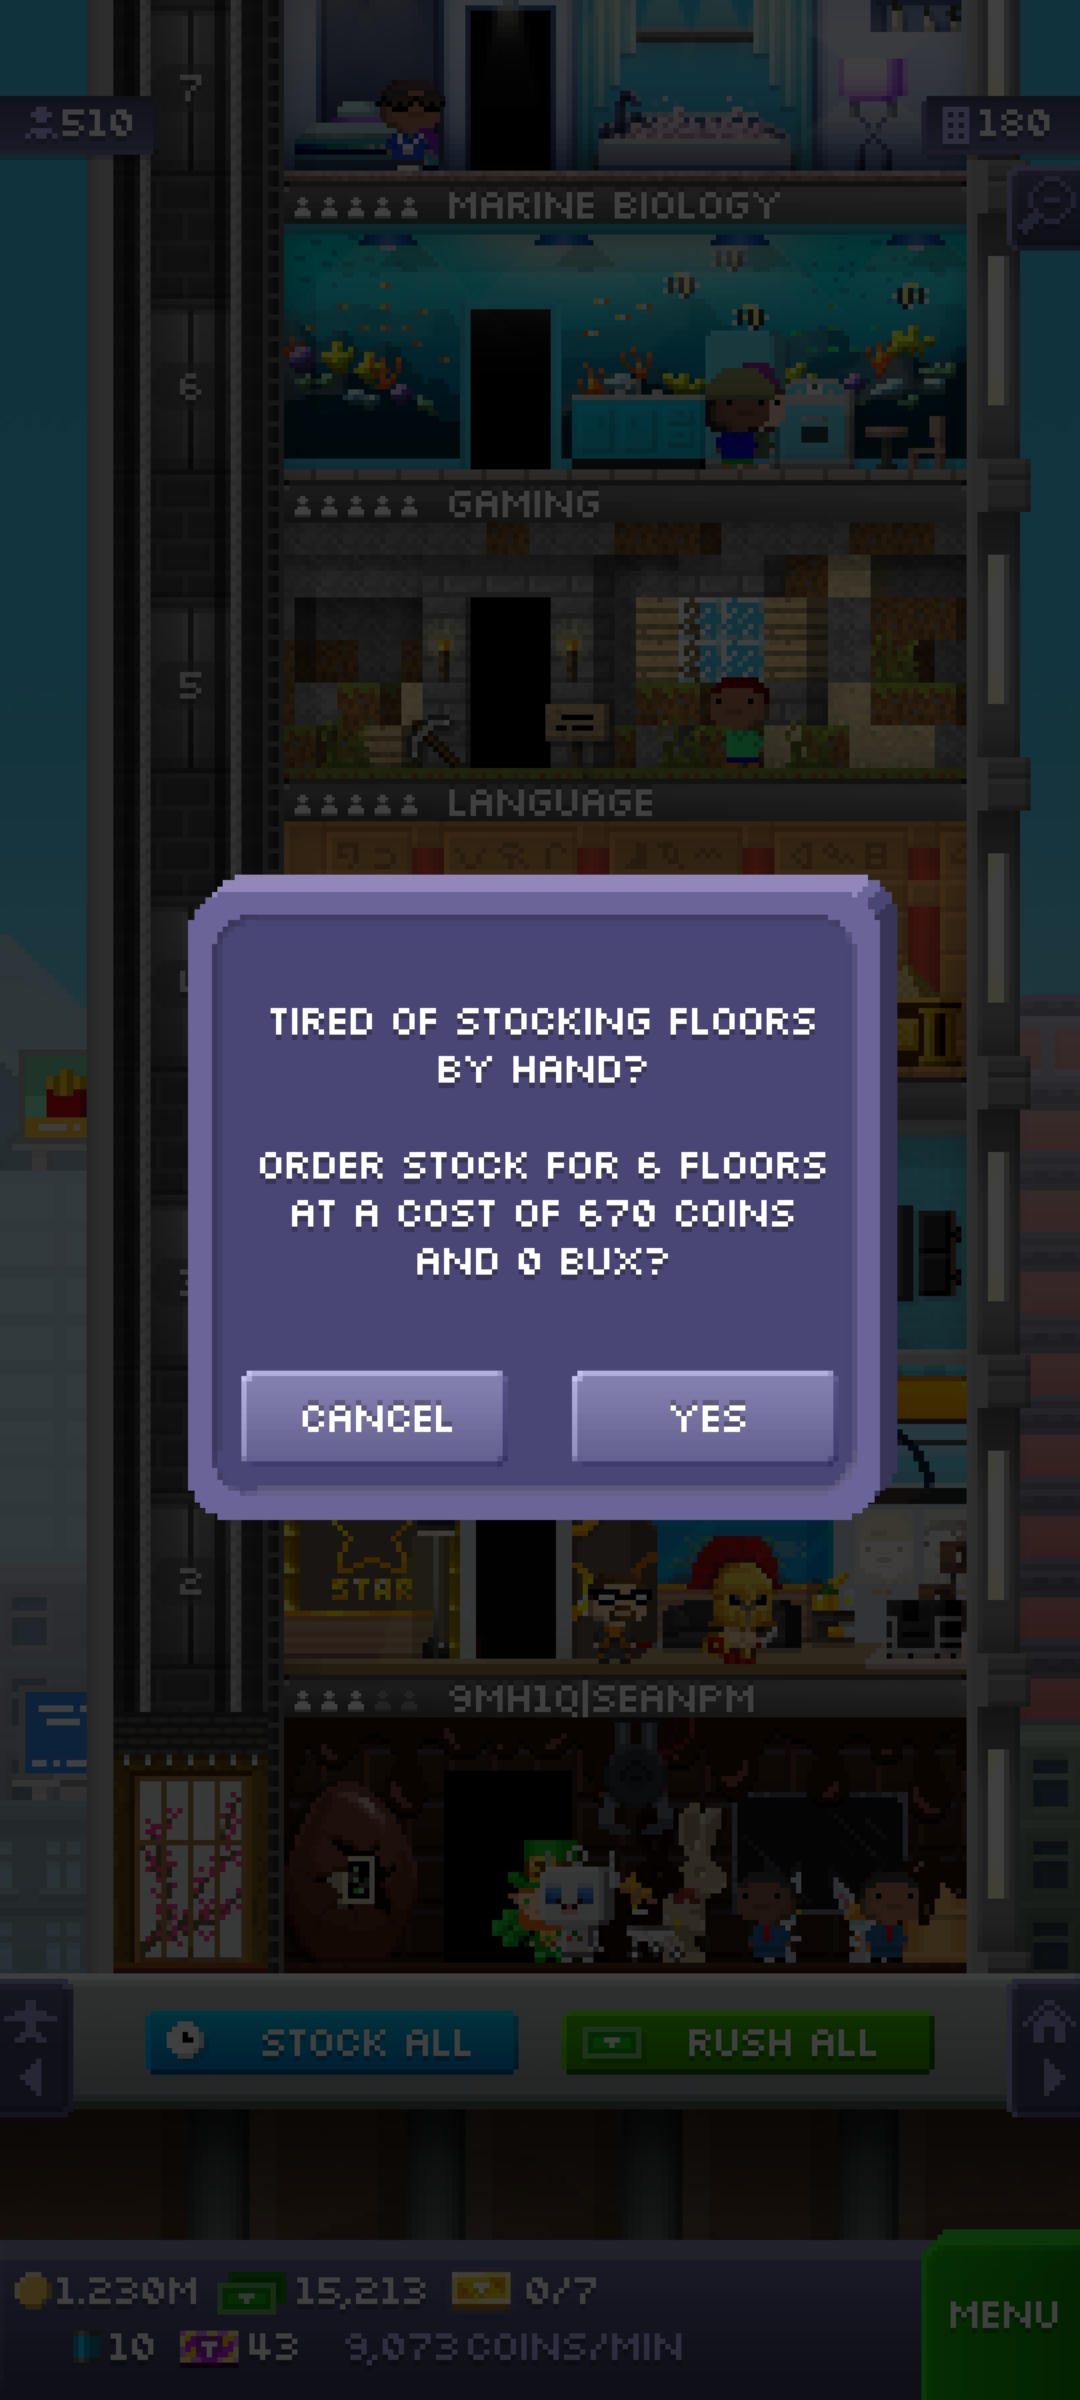 7
510
180
MARINE BIOLOGY
6
GAMING
5
LANGUAGE
TIRED OF STOCKING FLOORS
BY HAND?
ORDER STOCK FOR 6 FLOORS
AT A COST OF 670 COINS
AND 0 BUX?
CANCEL
YES
2
STAR
9MH1Q|SEANPM
STOCK ALL
RUSH ALL
1.230M
15,213
0/7
MENU
10
43
9,073 COINS/MIN